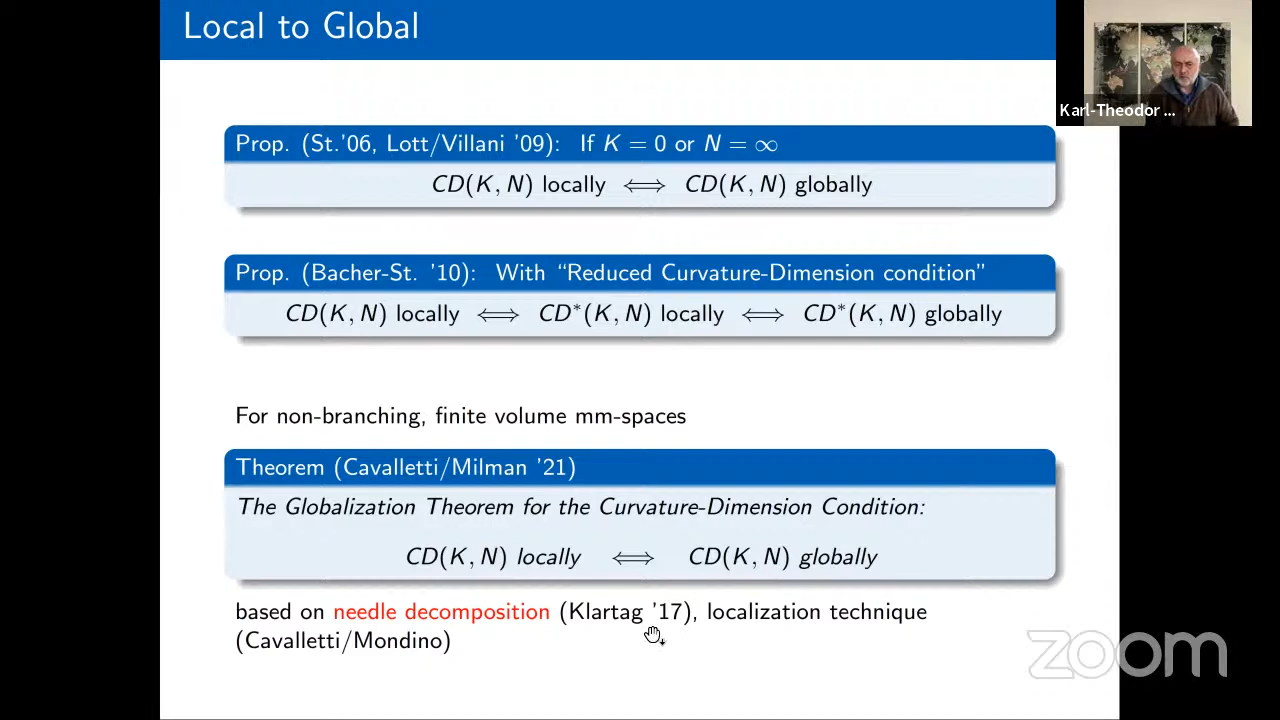 Local to Global
Karl-Theodor ...
Prop. (St.'06, Lott/Villani '09): If K = 0 or N = ∞
CD(K, N) locally ⟺ CD(K, N) globally
Prop. (Bacher-St. '10): With “Reduced Curvature-Dimension condition”
CD(K, N) locally ⟺ CD*(K, N) locally ⟺ CD*(K, N) globally
For non-branching, finite volume mm-spaces
Theorem (Cavalletti/Milman '21)
The Globalization Theorem for the Curvature-Dimension Condition:
CD(K, N) locally ⟺ CD(K, N) globally
based on needle decomposition (Klartag '17), localization technique
(Cavalletti/Mondino)
zoom